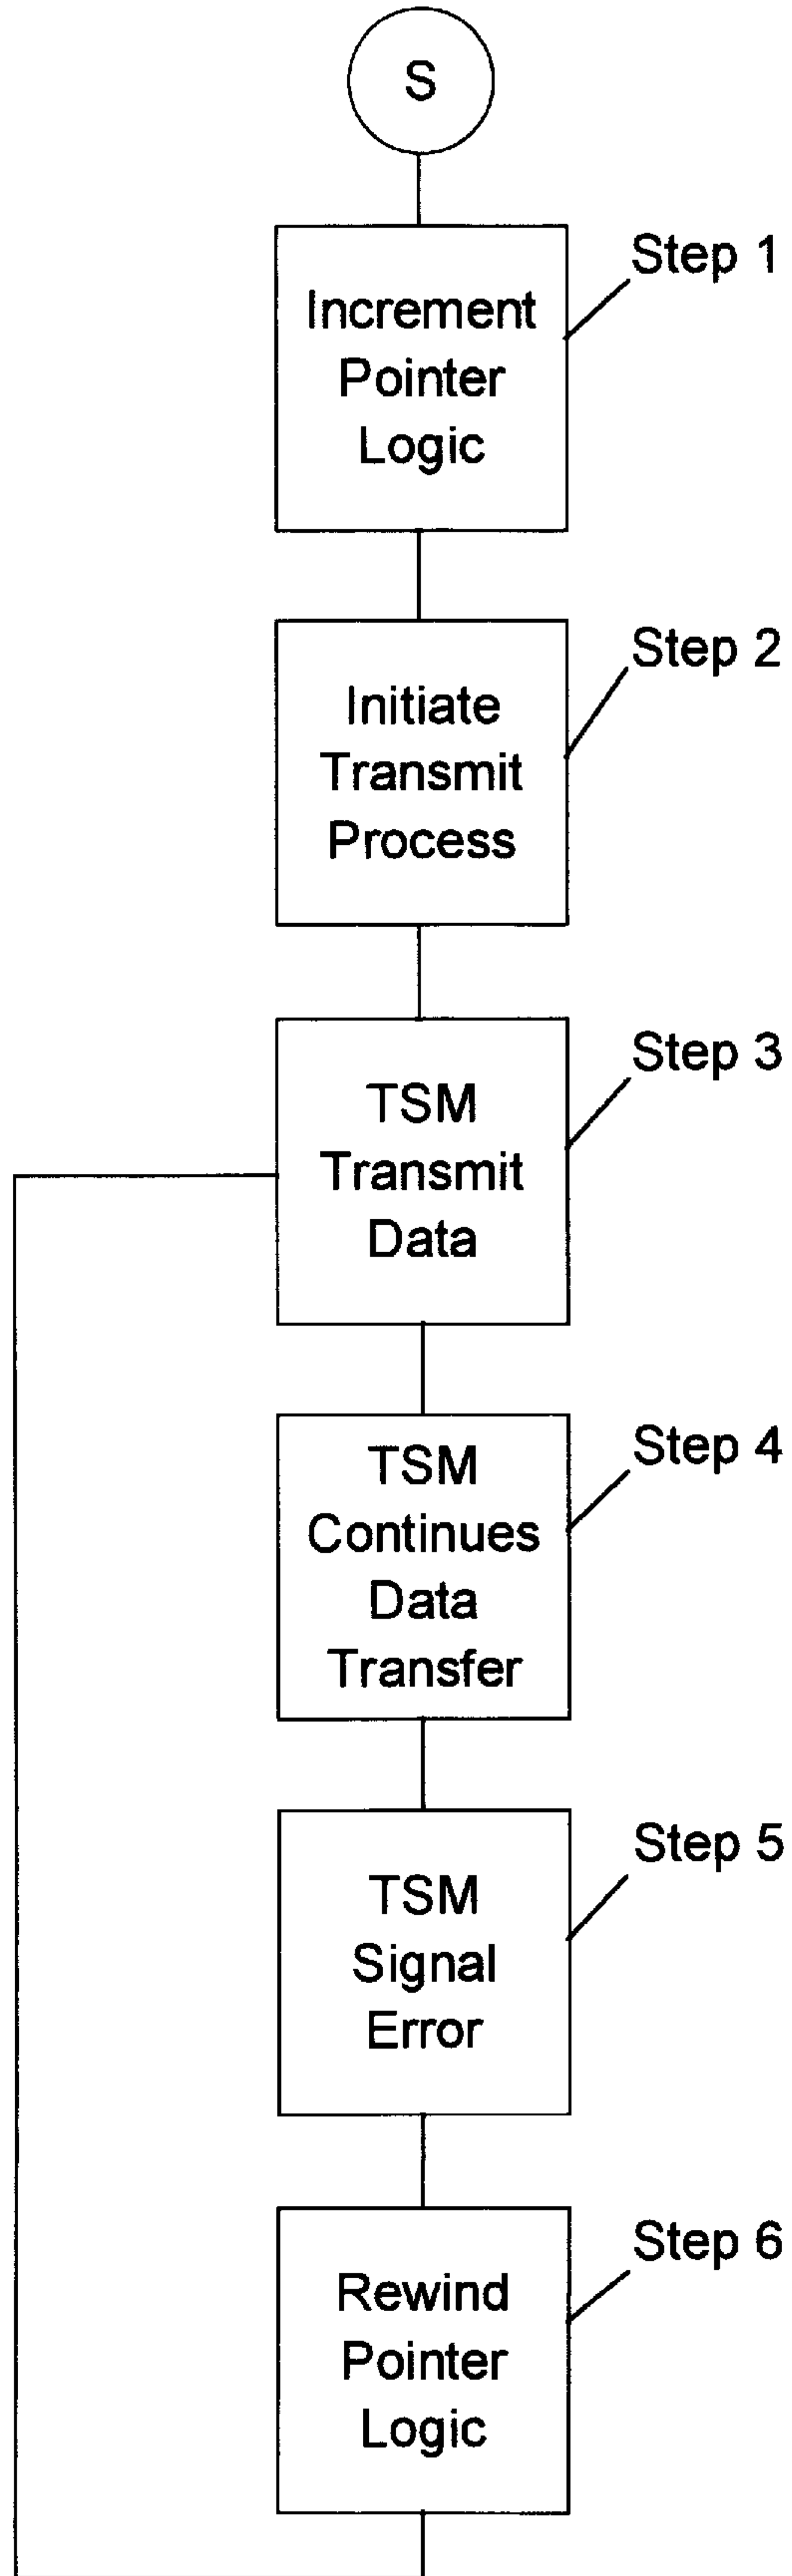 S
Step 1
Increment
Pointer
Logic
Step 2
Initiate
Transmit
Process
Step 3
TSM
Transmit
Data
Step 4
TSM
Continues
Data
Transfer
Step 5
TSM
Signal
Error
Step 6
Rewind
Pointer
Logic